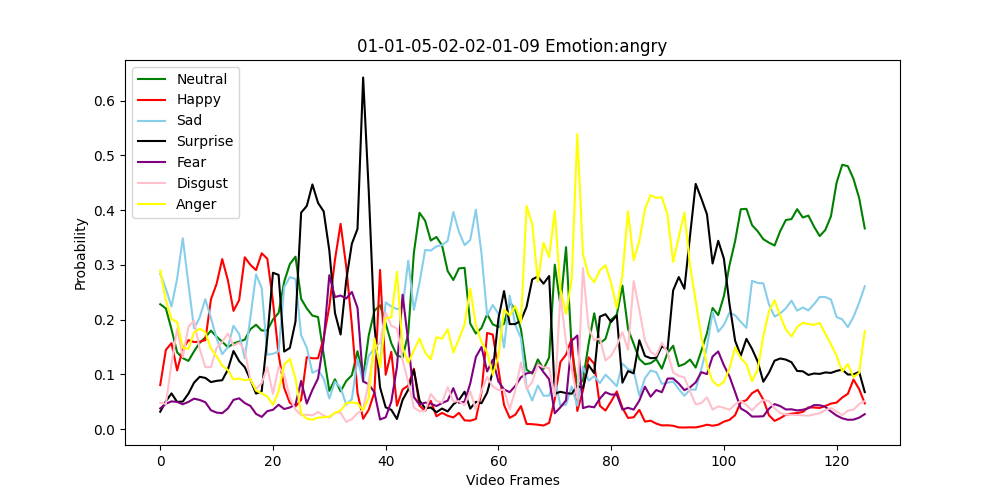 01-01-05-02-02-01-09 Emotion:angry
Neutral
Happy
Sad
Surprise
Fear
Disgust
Anger
Probability
0.6
0.5
0.4
0.3
0.2
0.1
0.0
0 20 40 60 80 100 120
Video Frames